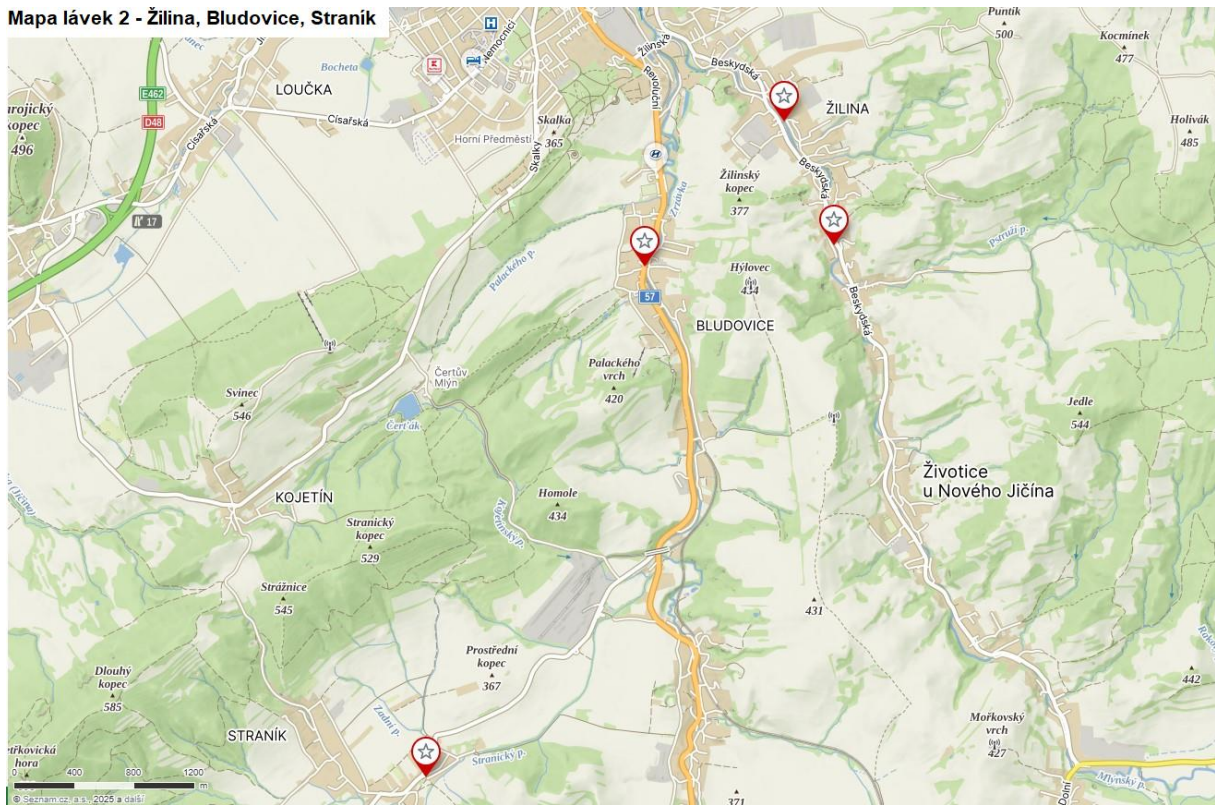 Mapa lávek 2 - Žilina, Bludovice, Straník
Puntík
500
Kocmínek
477
Žilinská
Beskydská
Nemocnicí
H
K
Revoluční
Bocheta
LOUČKA
E462
D48
Císařská
Císařská
Skalka
365
ŽILINA
Holivák
485
kopec
496
Horní Předměstí
Skalky
Beskydská
Žilinský
kopec
377
Zrzávka
17
Palackého p.
Pstruží p.
Hýlovec
434
57
Beskydská
BLUDOVICE
Palackého
vrch
420
Čertův
Mlýn
Svinec
546
Čerťák
Jedle
544
Životice
u Nového Jičína
KOJETÍN
Homole
434
Kojetínský p.
Stranický
kopec
529
Strážnice
545
431
Prostřední
kopec
367
Dlouhý
kopec
585
442
Zadní p.
Mořkovský
vrch
427
STRANÍK
Stranický p.
hora
0 400 800 1200
m
Mlýnský p.
Dolní
371
© Seznam.cz, a.s., 2025 a další